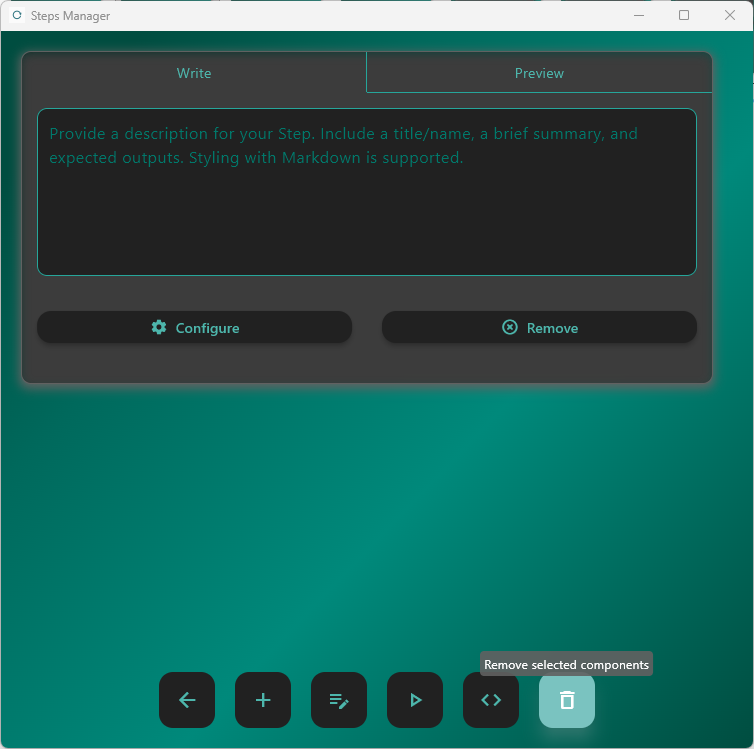 Steps Manager
Write
Preview
Provide a description for your Step. Include a title/name, a brief summary, and
expected outputs. Styling with Markdown is supported.
Configure
Remove
Remove selected components